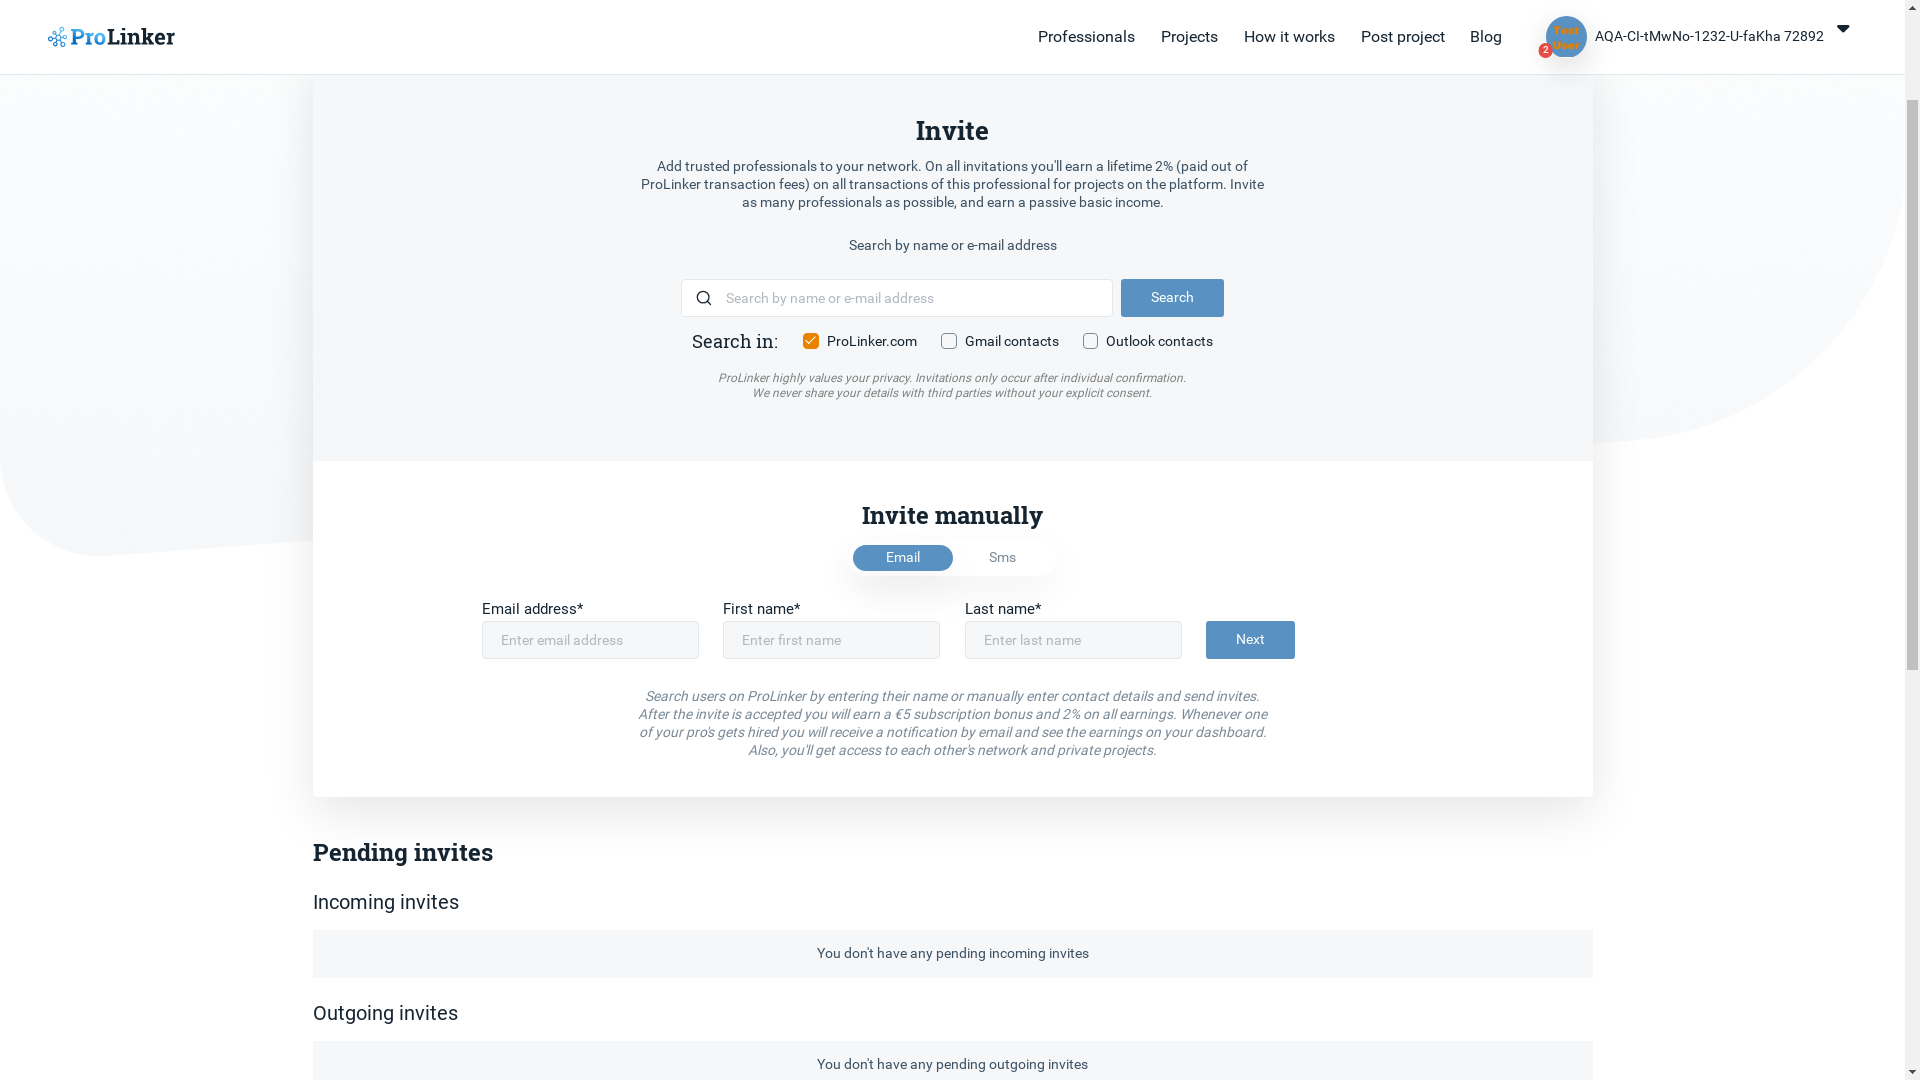 ProLinker
Professionals
Projects
How it works
Post project
Blog
Test
User
2
AQA-CI-tMwNo-1232-U-faKha 72892
Invite
Add trusted professionals to your network. On all invitations you'll earn a lifetime 2% (paid out of
ProLinker transaction fees) on all transactions of this professional for projects on the platform. Invite
as many professionals as possible, and earn a passive basic income.
Search by name or e-mail address
Search by name or e-mail address
Search
Search in:
ProLinker.com
Gmail contacts
Outlook contacts
ProLinker highly values your privacy. Invitations only occur after individual confirmation.
We never share your details with third parties without your explicit consent.
Invite manually
Email
Sms
Email address*
First name*
Last name*
Enter email address
Enter first name
Enter last name
Next
Search users on ProLinker by entering their name or manually enter contact details and send invites.
After the invite is accepted you will earn a €5 subscription bonus and 2% on all earnings. Whenever one
of your pro's gets hired you will receive a notification by email and see the earnings on your dashboard.
Also, you'll get access to each other's network and private projects.
Pending invites
Incoming invites
You don't have any pending incoming invites
Outgoing invites
You don't have any pending outgoing invites